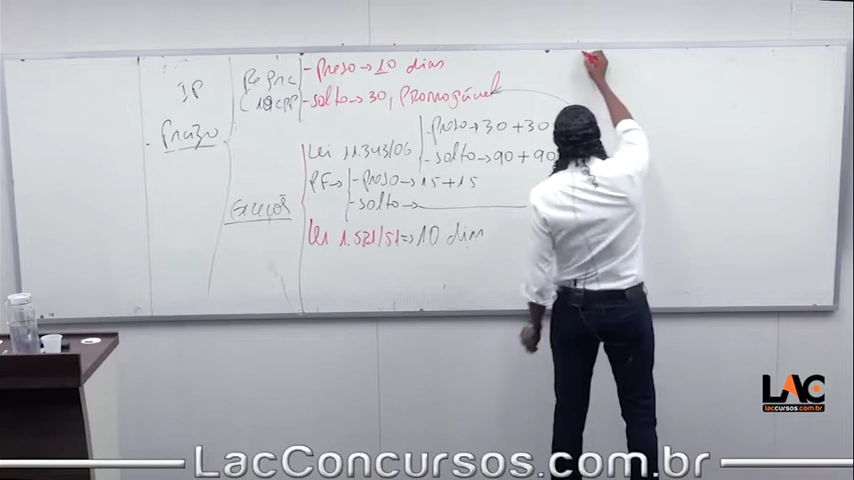 IP
Prazo
Regra
(10 CPP
- Preso → 10 dias
- solto → 30, prorrogável
Exceções
Lei 11.343/06
- preso → 30 + 30
- solto → 90 + 90
PF →
- preso → 15 + 15
- solto →
Lei 1.521/51 => 10 dias
LAC
laccursos.com.br
LacConcursos.com.br